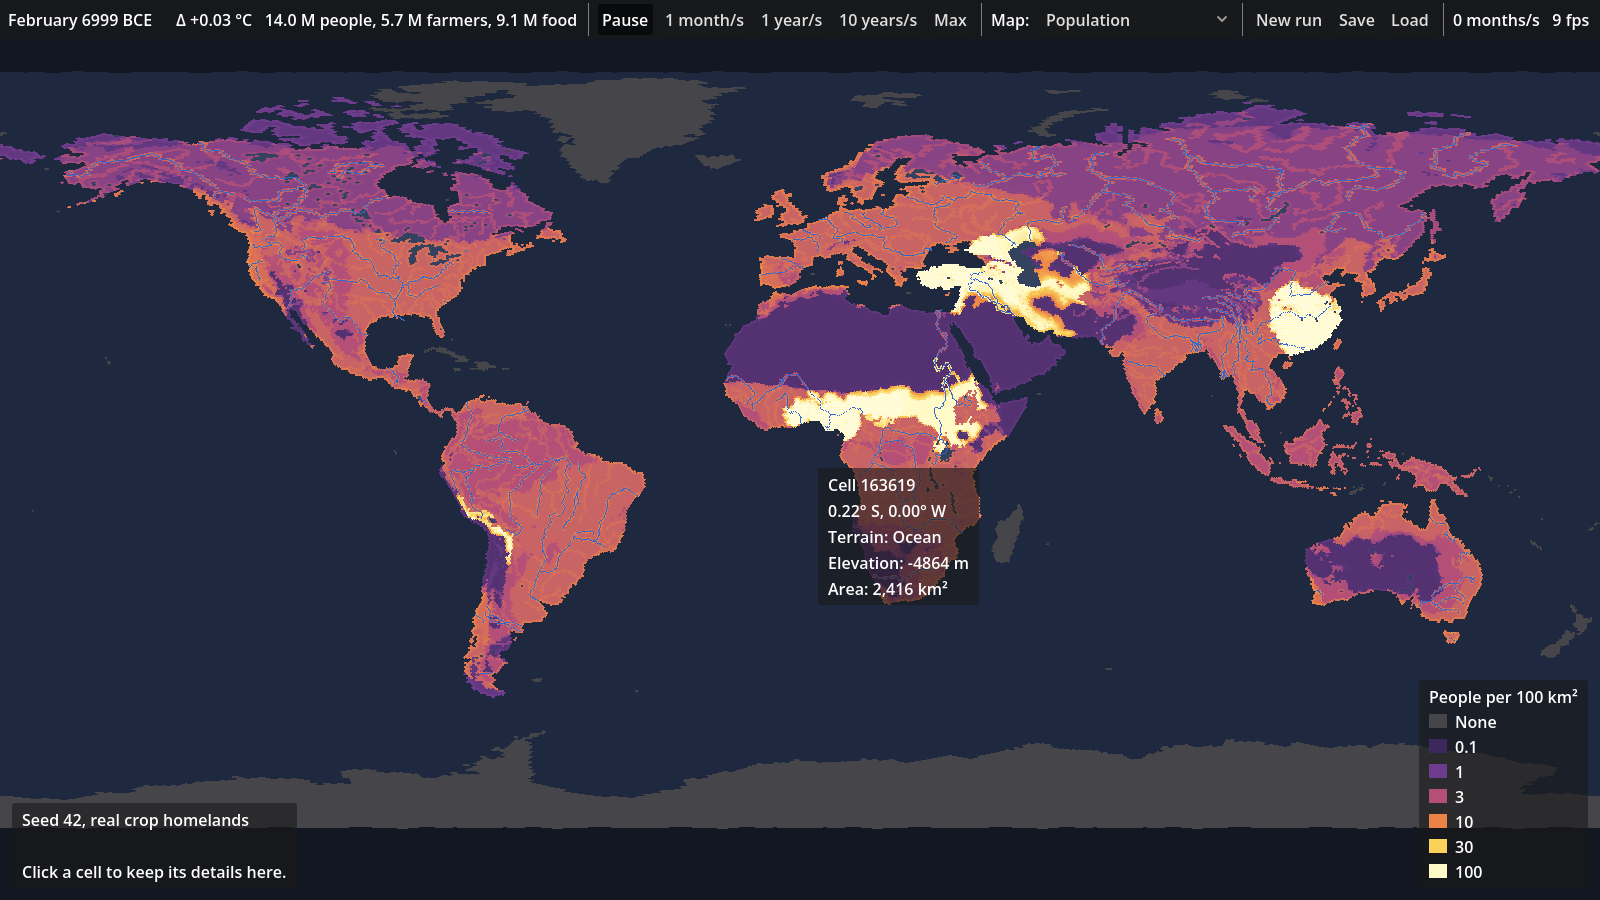 February 6999 BCE Δ +0.03 °C 14.0 M people, 5.7 M farmers, 9.1 M food Pause 1 month/s 1 year/s 10 years/s Max Map: Population New run Save Load 0 months/s 9 fps
Cell 163619
0.22° S, 0.00° W
Terrain: Ocean
Elevation: -4864 m
Area: 2,416 km²
People per 100 km²
None
0.1
1
3
10
30
100
Seed 42, real crop homelands
Click a cell to keep its details here.